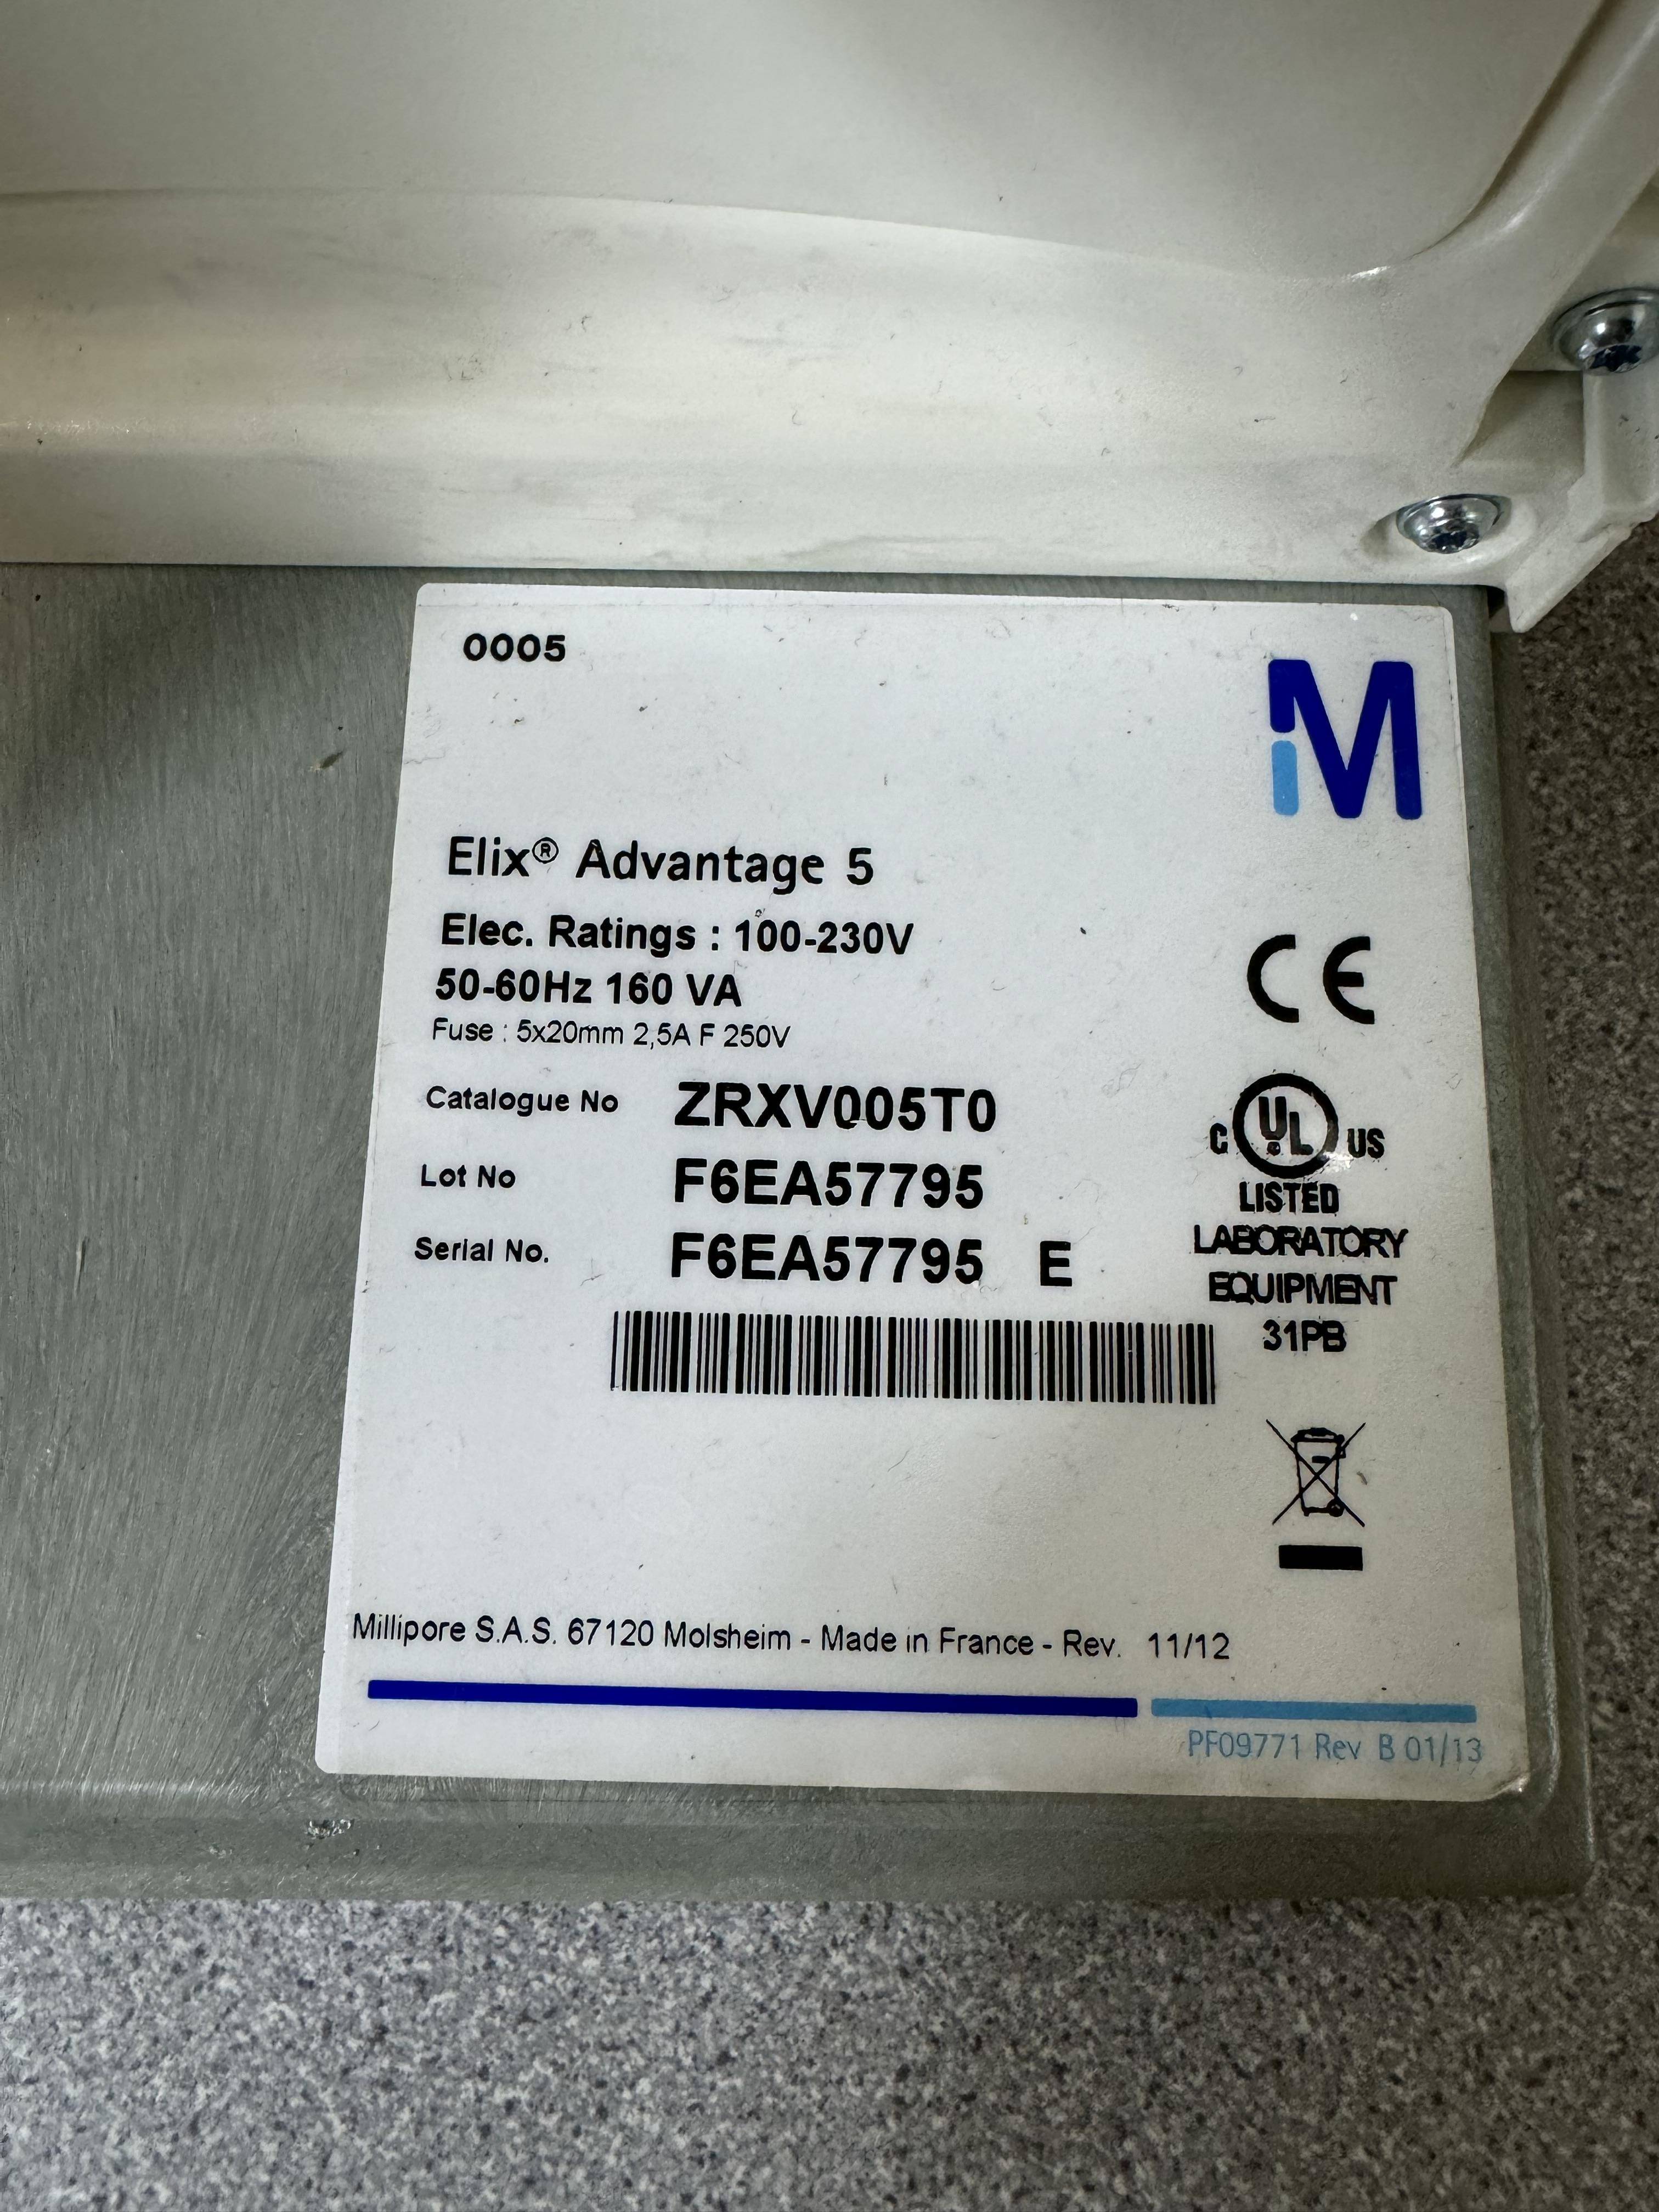 0005
M
Elix® Advantage 5
Elec. Ratings : 100-230V
50-60Hz 160 VA
Fuse : 5x20mm 2,5A F 250V
CE
Catalogue No ZRXV005T0
Lot No F6EA57795
Serial No. F6EA57795 E
C UL US
LISTED
LABORATORY
EQUIPMENT
31PB
Millipore S.A.S. 67120 Molsheim - Made in France - Rev. 11/12
PF09771 Rev B 01/13